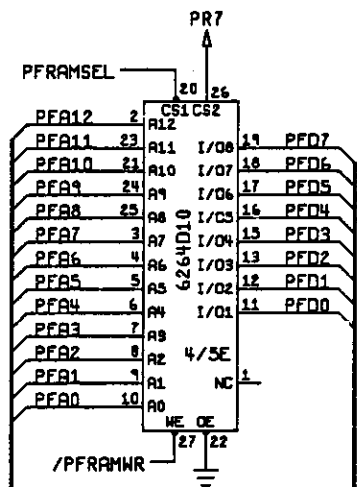 PR7
PFRAMSEL
20 26
CS1 CS2
PFA12 2 A12
PFA11 23 A11 I/O8 19 PFD7
PFA10 21 A10 I/O7 18 PFD6
PFA9 24 A9 I/O6 17 PFD5
PFA8 25 A8 I/C5 16 PFD4
PFA7 3 A7 I/O4 15 PFD3
PFA6 4 A6 I/O3 13 PFD2
PFA5 5 A5 I/O2 12 PFD1
PFA4 6 A4 I/O1 11 PFD0
6264D10
PFA3 7 A3
PFA2 8 A2 4/5E
PFA1 9 A1 NC 1
PFA0 10 A0
WE OE
27 22
/PFRAMWR